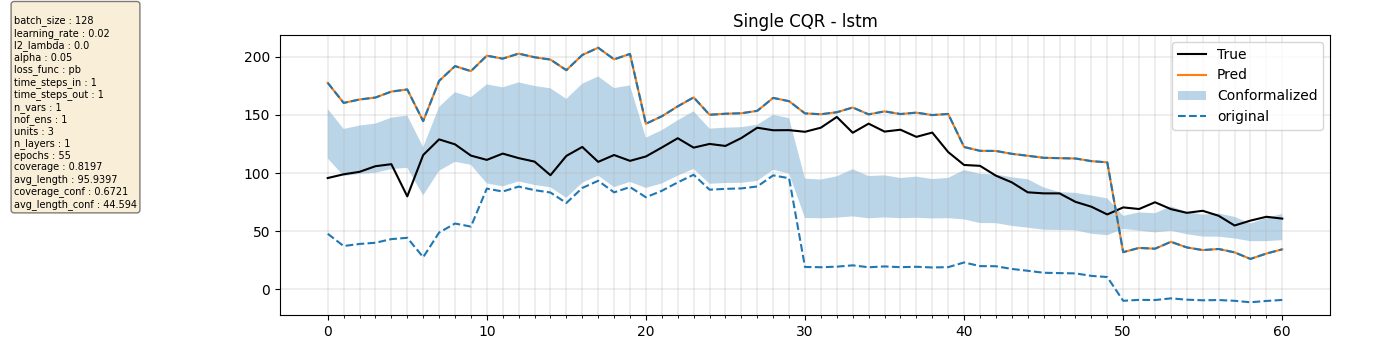 batch_size : 128
learning_rate : 0.02
l2_lambda : 0.0
alpha : 0.05
loss_func : pb
time_steps_in : 1
time_steps_out : 1
n_vars : 1
nof_ens : 1
units : 3
n_layers : 1
epochs : 55
coverage : 0.8197
avg_length : 95.9397
coverage_conf : 0.6721
avg_length_conf : 44.594
Single CQR - lstm
200
150
100
50
0
0 10 20 30 40 50 60
True
Pred
Conformalized
original